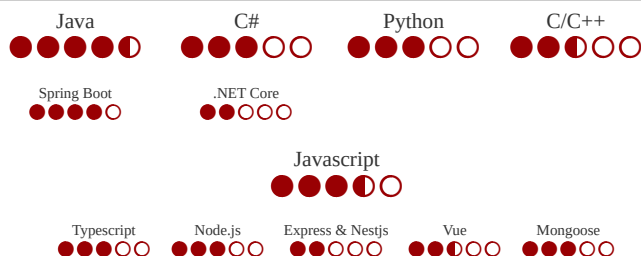 Java C# Python C/C++
Spring Boot .NET Core
Javascript
Typescript Node.js Express & Nestjs Vue Mongoose